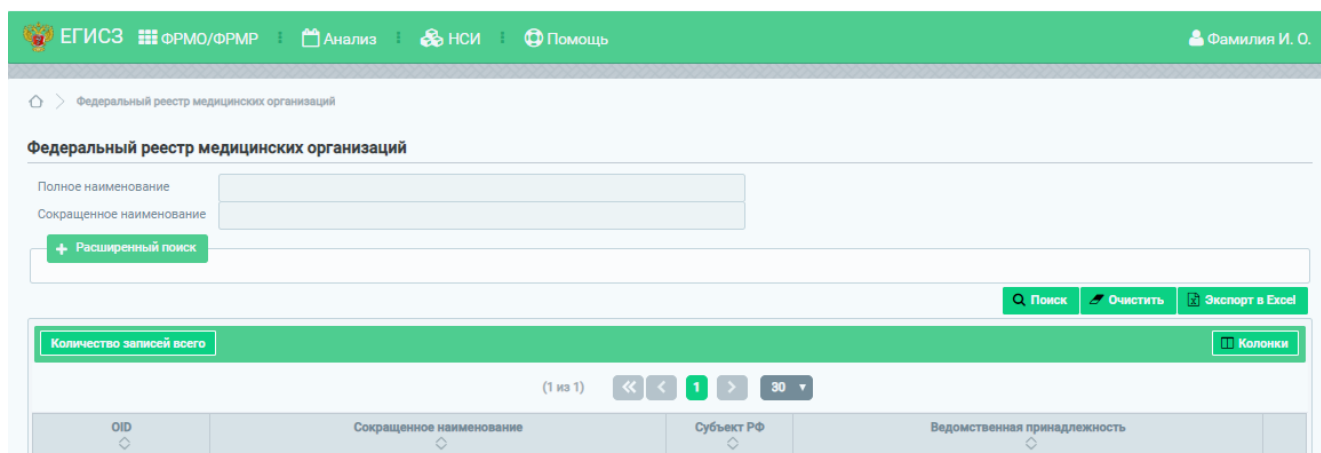 ЕГИСЗ ФРМО/ФРМР Анализ НСИ Помощь Фамилия И. О.
Федеральный реестр медицинских организаций
Федеральный реестр медицинских организаций
Полное наименование
Сокращенное наименование
+ Расширенный поиск
Поиск Очистить Экспорт в Excel
Количество записей всего Колонки
(1 из 1) 1 30
OID Сокращенное наименование Субъект РФ Ведомственная принадлежность